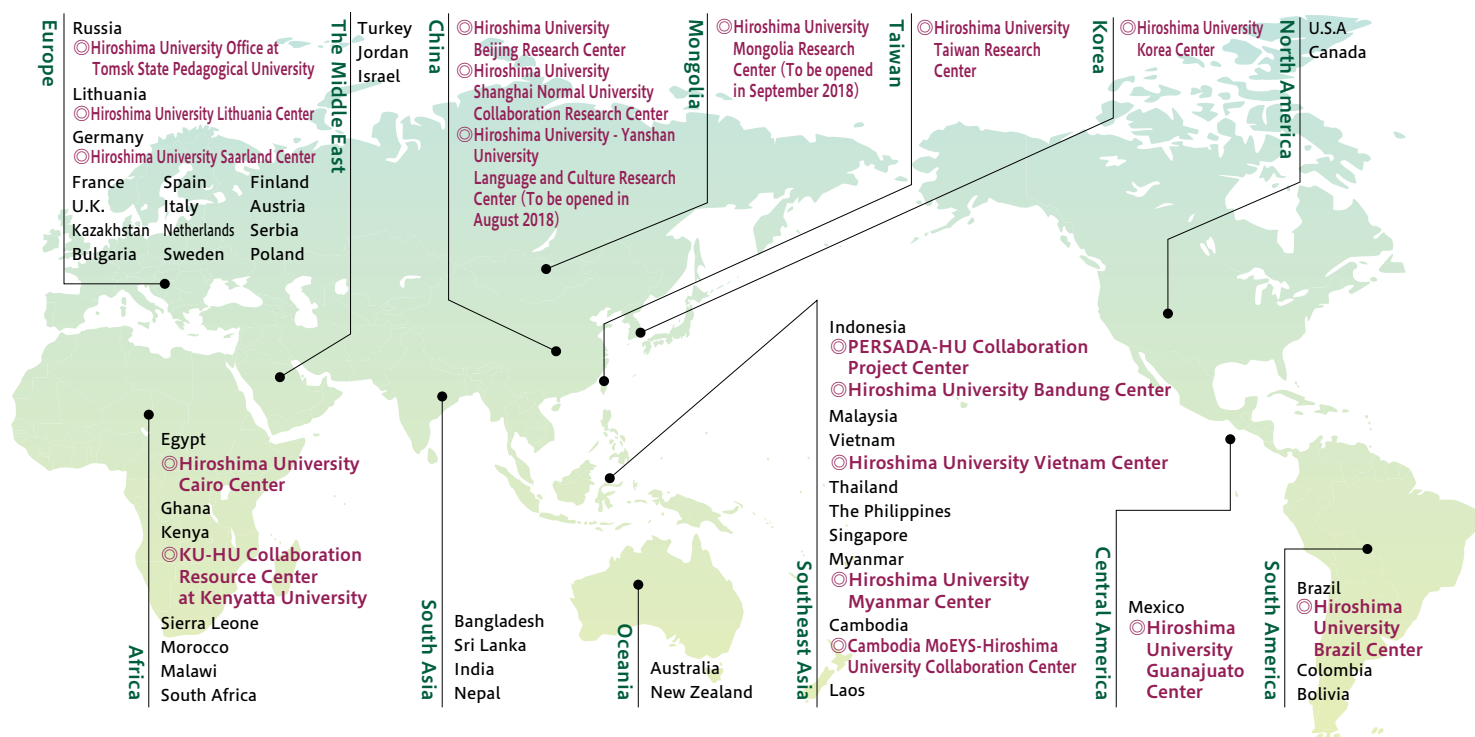 Europe
Russia
◎Hiroshima University Office at
Tomsk State Pedagogical University
Lithuania
◎Hiroshima University Lithuania Center
Germany
◎Hiroshima University Saarland Center
France Spain Finland
U.K. Italy Austria
Kazakhstan Netherlands Serbia
Bulgaria Sweden Poland
The Middle East
Turkey
Jordan
Israel
China
◎Hiroshima University
Beijing Research Center
◎Hiroshima University
Shanghai Normal University
Collaboration Research Center
◎Hiroshima University - Yanshan
University
Language and Culture Research
Center (To be opened in
August 2018)
Mongolia
◎Hiroshima University
Mongolia Research
Center (To be opened
in September 2018)
Taiwan
◎Hiroshima University
Taiwan Research
Center
Korea
◎Hiroshima University
Korea Center
North America
U.S.A
Canada
Africa
Egypt
◎Hiroshima University
Cairo Center
Ghana
Kenya
◎KU-HU Collaboration
Resource Center
at Kenyatta University
Sierra Leone
Morocco
Malawi
South Africa
South Asia
Bangladesh
Sri Lanka
India
Nepal
Oceania
Australia
New Zealand
Southeast Asia
Indonesia
◎PERSADA-HU Collaboration
Project Center
◎Hiroshima University Bandung Center
Malaysia
Vietnam
◎Hiroshima University Vietnam Center
Thailand
The Philippines
Singapore
Myanmar
◎Hiroshima University
Myanmar Center
Cambodia
◎Cambodia MoEYS-Hiroshima
University Collaboration Center
Laos
Central America
Mexico
◎Hiroshima
University
Guanajuato
Center
South America
Brazil
◎Hiroshima
University
Brazil Center
Colombia
Bolivia